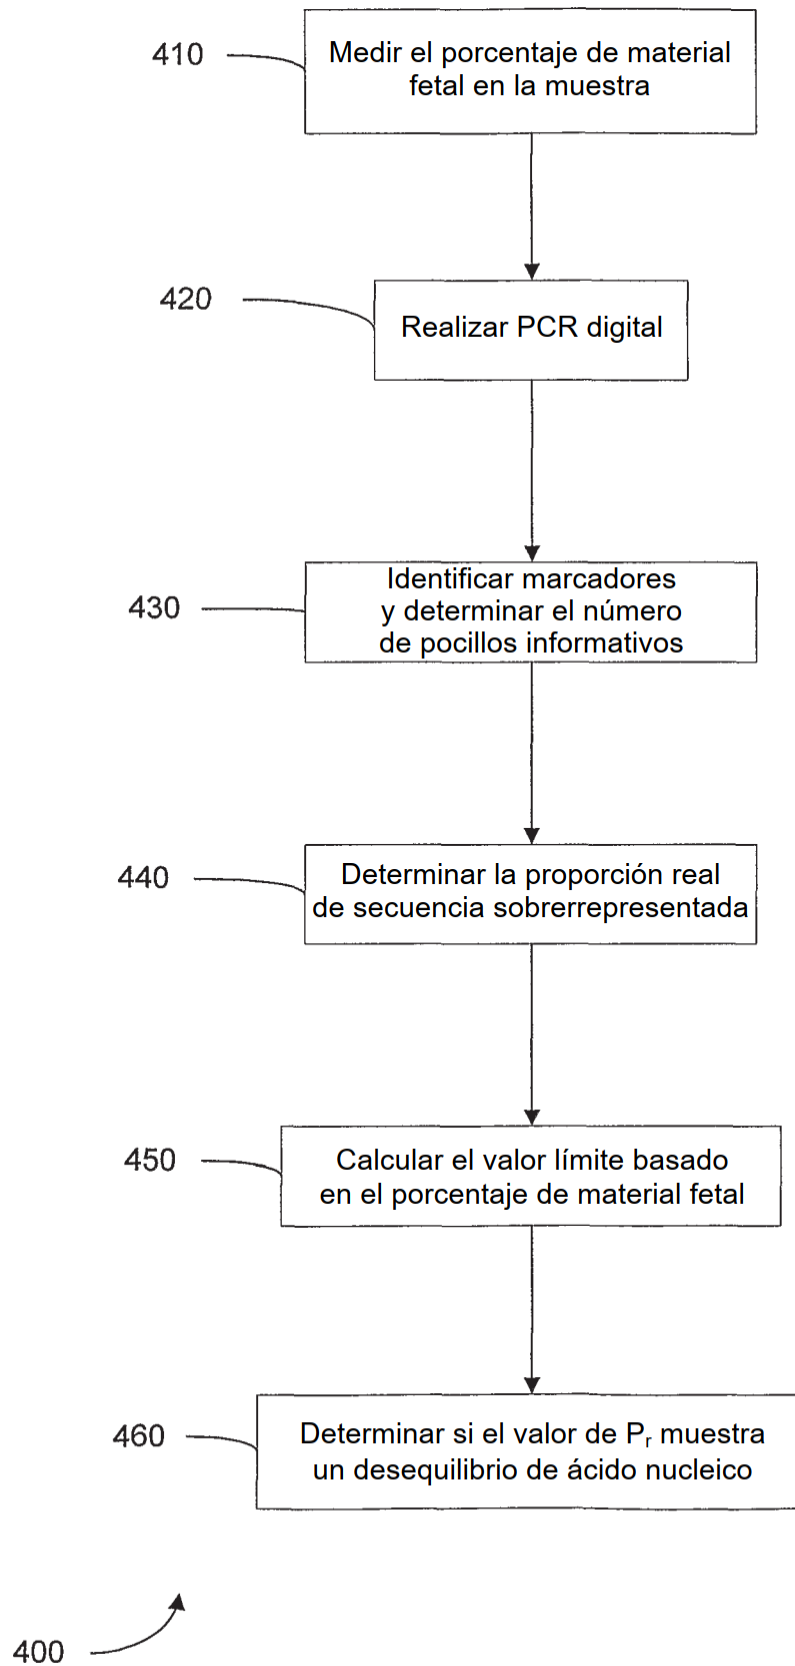 410
Medir el porcentaje de material
fetal en la muestra
420
Realizar PCR digital
430
Identificar marcadores
y determinar el número
de pocillos informativos
440
Determinar la proporción real
de secuencia sobrerrepresentada
450
Calcular el valor límite basado
en el porcentaje de material fetal
460
Determinar si el valor de Pr muestra
un desequilibrio de ácido nucleico
400